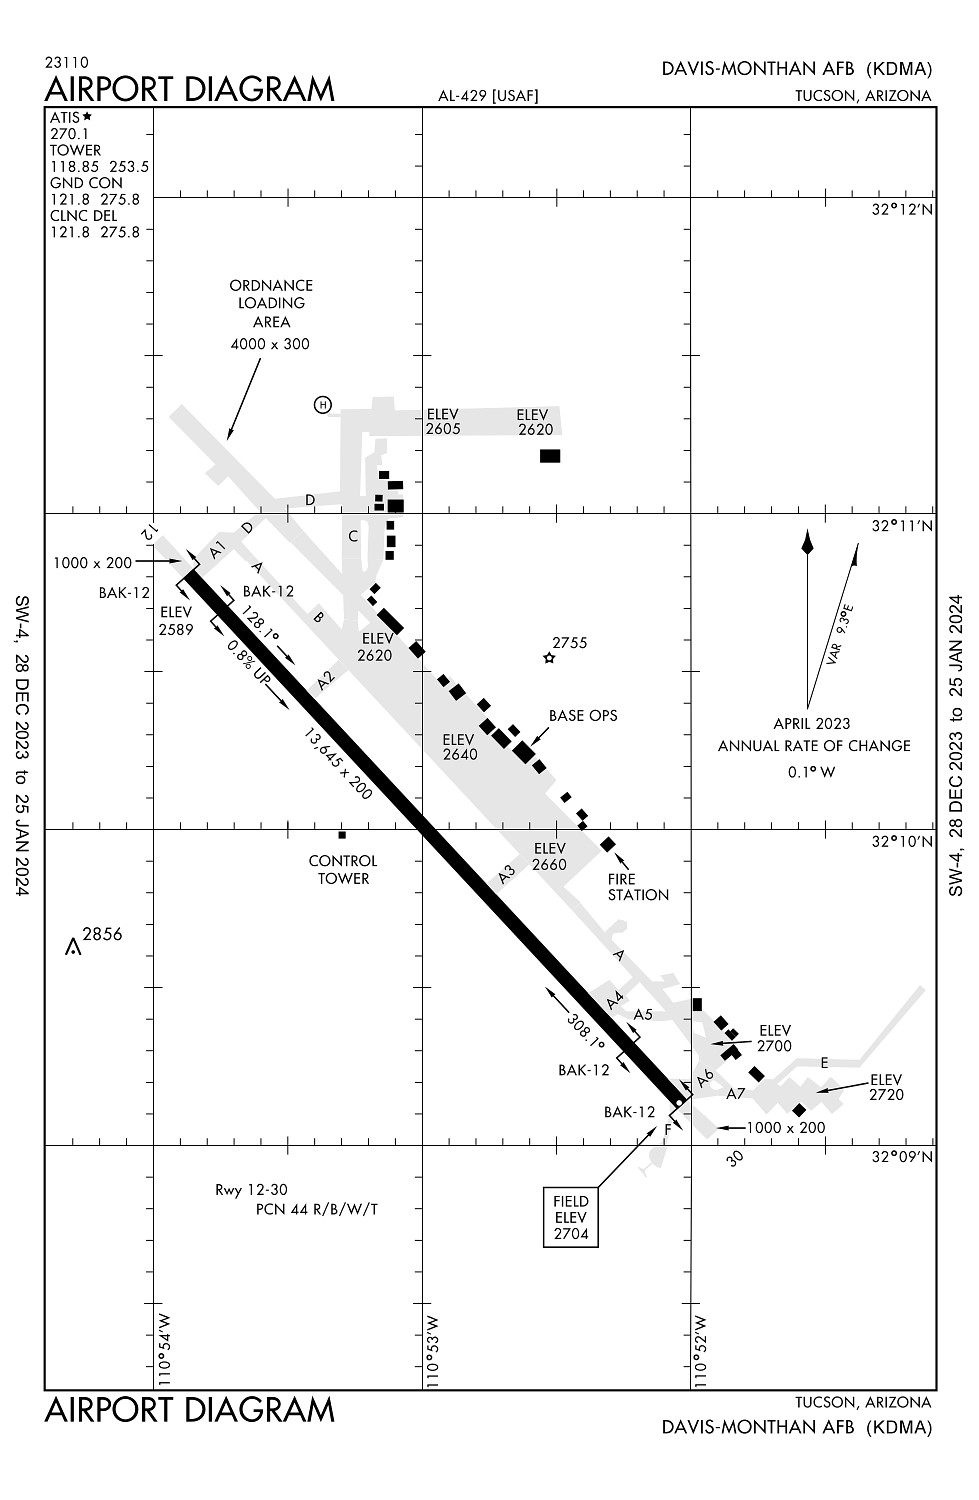 23110
AIRPORT DIAGRAM
AL-429 [USAF]
DAVIS-MONTHAN AFB (KDMA)
TUCSON, ARIZONA
ATIS★
270.1
TOWER
118.85 253.5
GND CON
121.8 275.8
CLNC DEL
121.8 275.8
32°12'N
ORDNANCE
LOADING
AREA
4000 x 300
H
ELEV
2605
ELEV
2620
D
32°11'N
12
D
C
A1
1000 x 200
A
BAK-12
BAK-12
ELEV
2589
128.1°
B
0.8% UP
ELEV
2620
A2
2755
VAR 9.3°E
BASE OPS
ELEV
2640
13,645 x 200
APRIL 2023
ANNUAL RATE OF CHANGE
0.1° W
SW-4, 28 DEC 2023 to 25 JAN 2024
SW-4, 28 DEC 2023 to 25 JAN 2024
32°10'N
CONTROL
TOWER
ELEV
2660
A3
FIRE
STATION
2856
A
A4
A5
308.1°
ELEV
2700
BAK-12
E
A6
A7
ELEV
2720
BAK-12
F
1000 x 200
30
32°09'N
Rwy 12-30
PCN 44 R/B/W/T
FIELD
ELEV
2704
110°54'W
110°53'W
110°52'W
AIRPORT DIAGRAM
TUCSON, ARIZONA
DAVIS-MONTHAN AFB (KDMA)